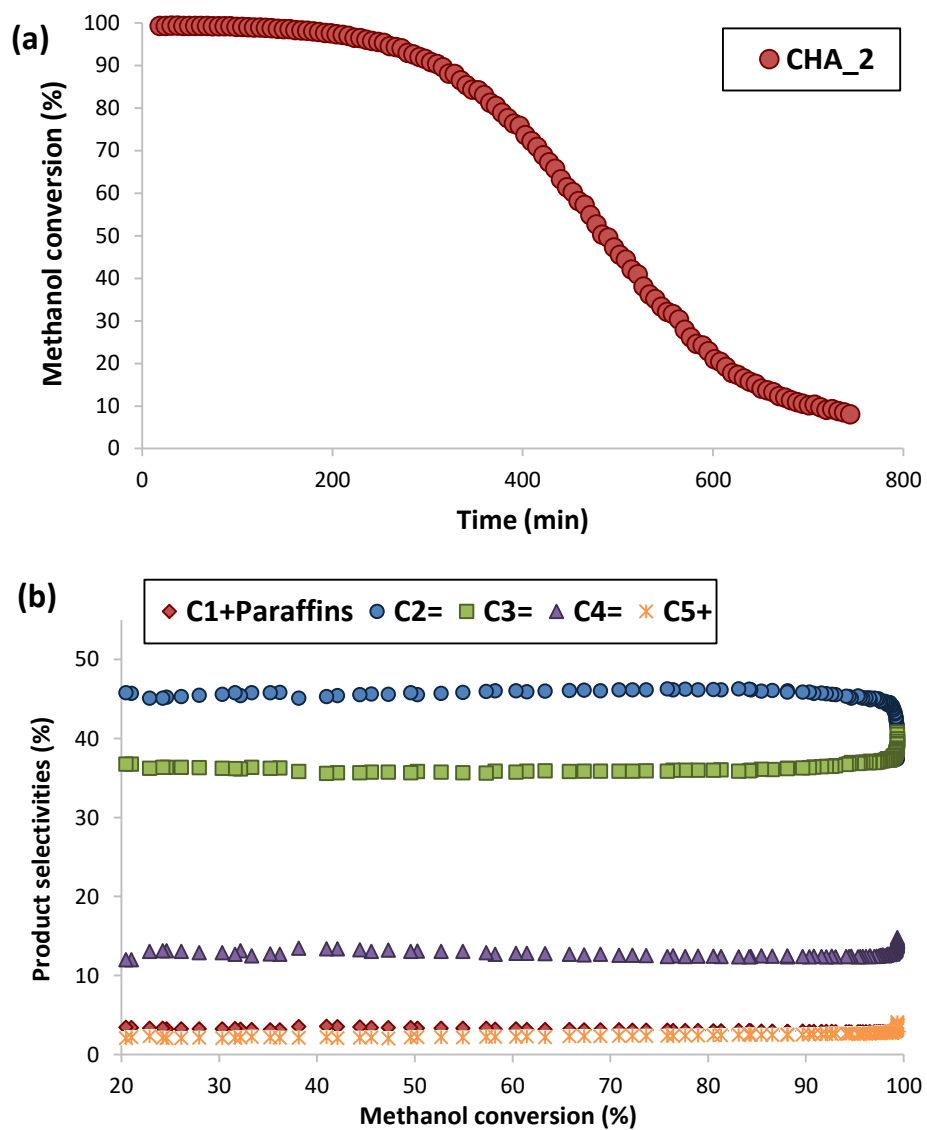 (a)
CHA_2
Methanol conversion (%)
100
90
80
70
60
50
40
30
20
10
0
0 200 400 600 800
Time (min)
(b)
C1+Paraffins C2= C3= C4= C5+
Product selectivities (%)
50
40
30
20
10
0
20 30 40 50 60 70 80 90 100
Methanol conversion (%)